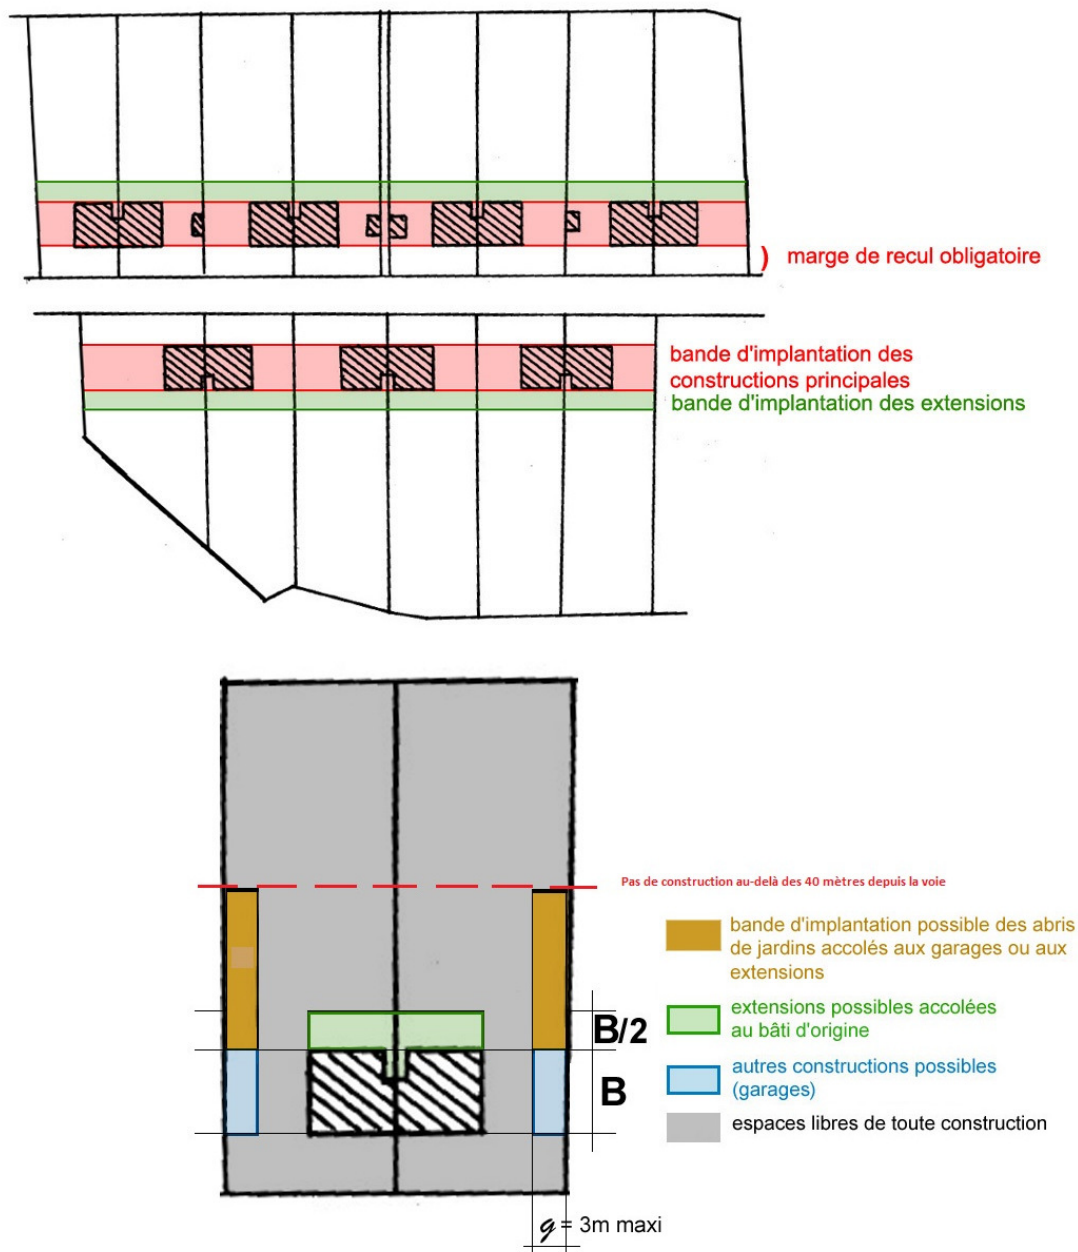 ) marge de recul obligatoire
bande d'implantation des
constructions principales
bande d'implantation des extensions
Pas de construction au-delà des 40 mètres depuis la voie
bande d'implantation possible des abris
de jardins accolés aux garages ou aux
extensions
B/2
extensions possibles accolées
au bâti d'origine
B
autres constructions possibles
(garages)
espaces libres de toute construction
g = 3m maxi